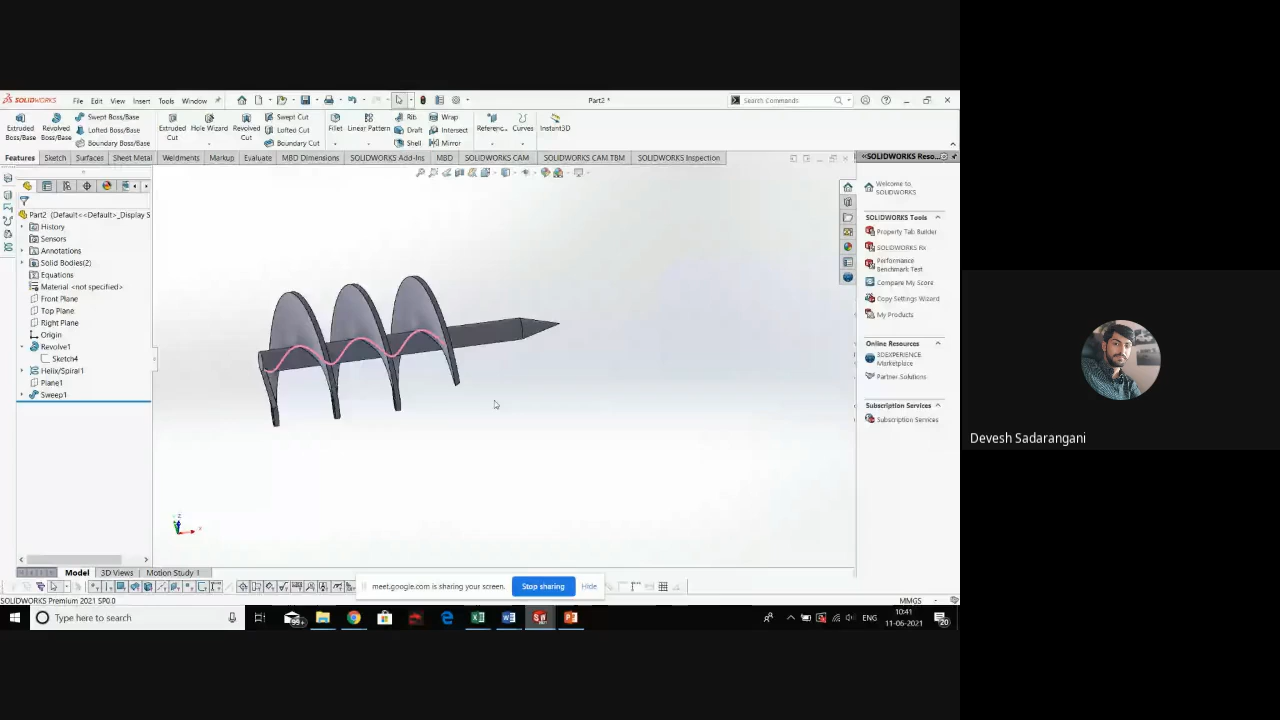 SOLIDWORKS File Edit View Insert Tools Window Part2 * Search Commands
Extruded Boss/Base Revolved Boss/Base Swept Boss/Base Lofted Boss/Base Boundary Boss/Base
Extruded Cut Hole Wizard Revolved Cut Swept Cut Lofted Cut Boundary Cut
Fillet Linear Pattern Rib Draft Shell Wrap Intersect Mirror Referenc... Curves Instant3D
Features Sketch Surfaces Sheet Metal Weldments Markup Evaluate MBD Dimensions SOLIDWORKS Add-Ins MBD SOLIDWORKS CAM SOLIDWORKS CAM TBM SOLIDWORKS Inspection
Part2 (Default<<Default>_Display S
History
Sensors
Annotations
Solid Bodies(2)
Equations
Material <not specified>
Front Plane
Top Plane
Right Plane
Origin
Revolve1
Sketch4
Helix/Spiral1
Plane1
Sweep1
SOLIDWORKS Reso...
Welcome to
SOLIDWORKS
SOLIDWORKS Tools
Property Tab Builder
SOLIDWORKS Rx
Performance
Benchmark Test
Compare My Score
Copy Settings Wizard
My Products
Online Resources
3DEXPERIENCE
Marketplace
Partner Solutions
Subscription Services
Subscription Services
Devesh Sadarangani
Model 3D Views Motion Study 1
meet.google.com is sharing your screen. Stop sharing Hide
SOLIDWORKS Premium 2021 SP0.0 MMGS
Type here to search 99+ ENG 10:41
11-06-2021 20